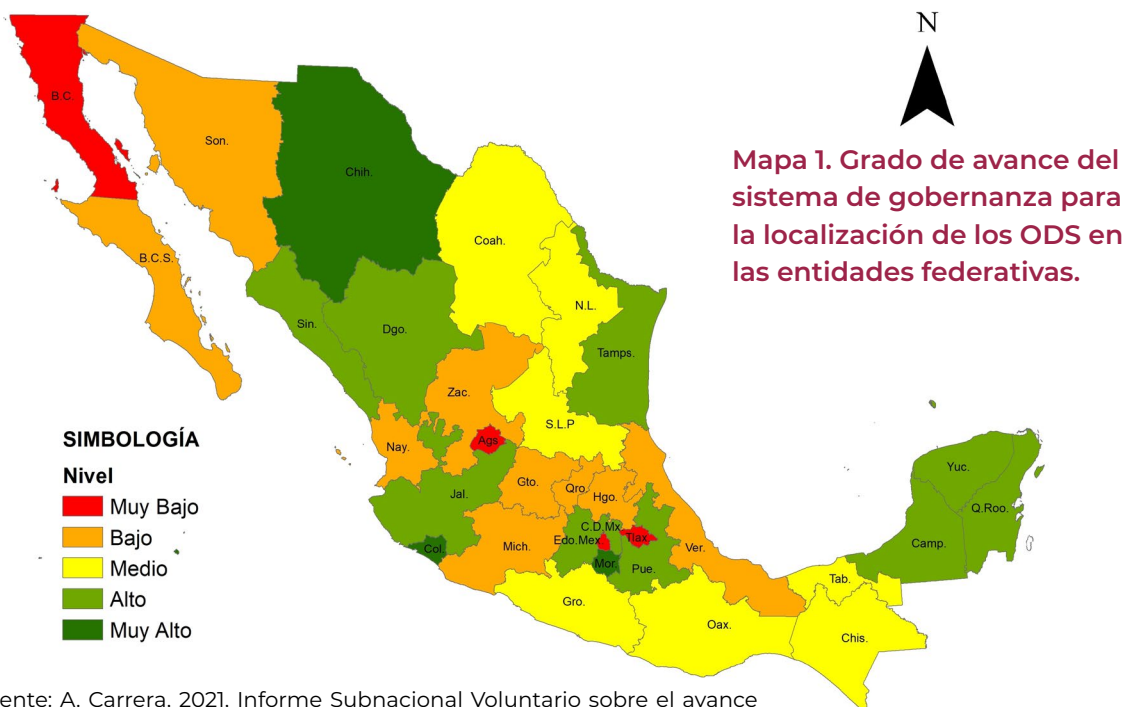 N
Mapa 1. Grado de avance del
sistema de gobernanza para
la localización de los ODS en
las entidades federativas.
B.C.
Son.
Chih.
Coah.
B.C.S.
N.L.
Sin.
Dgo.
Tamps.
Zac.
S.L.P
Ags
Nay.
Yuc.
Gto.
Qro.
Hgo.
Jal.
Q.Roo.
C.D.Mx
Edo.Mex
Tlax.
Camp.
Col.
Mich.
Ver.
Mor.
Pue.
Tab.
Gro.
Oax.
Chis.
SIMBOLOGÍA
Nivel
Muy Bajo
Bajo
Medio
Alto
Muy Alto
ente: A. Carrera, 2021. Informe Subnacional Voluntario sobre el avance